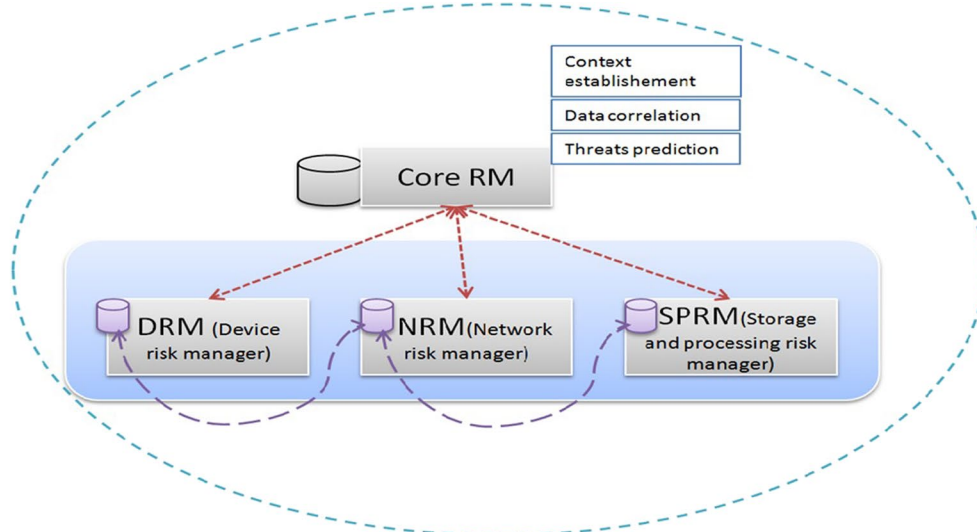 Context
establishement
Data correlation
Threats prediction
Core RM
DRM (Device
risk manager)
NRM(Network
risk manager)
SPRM(Storage
and processing risk
manager)